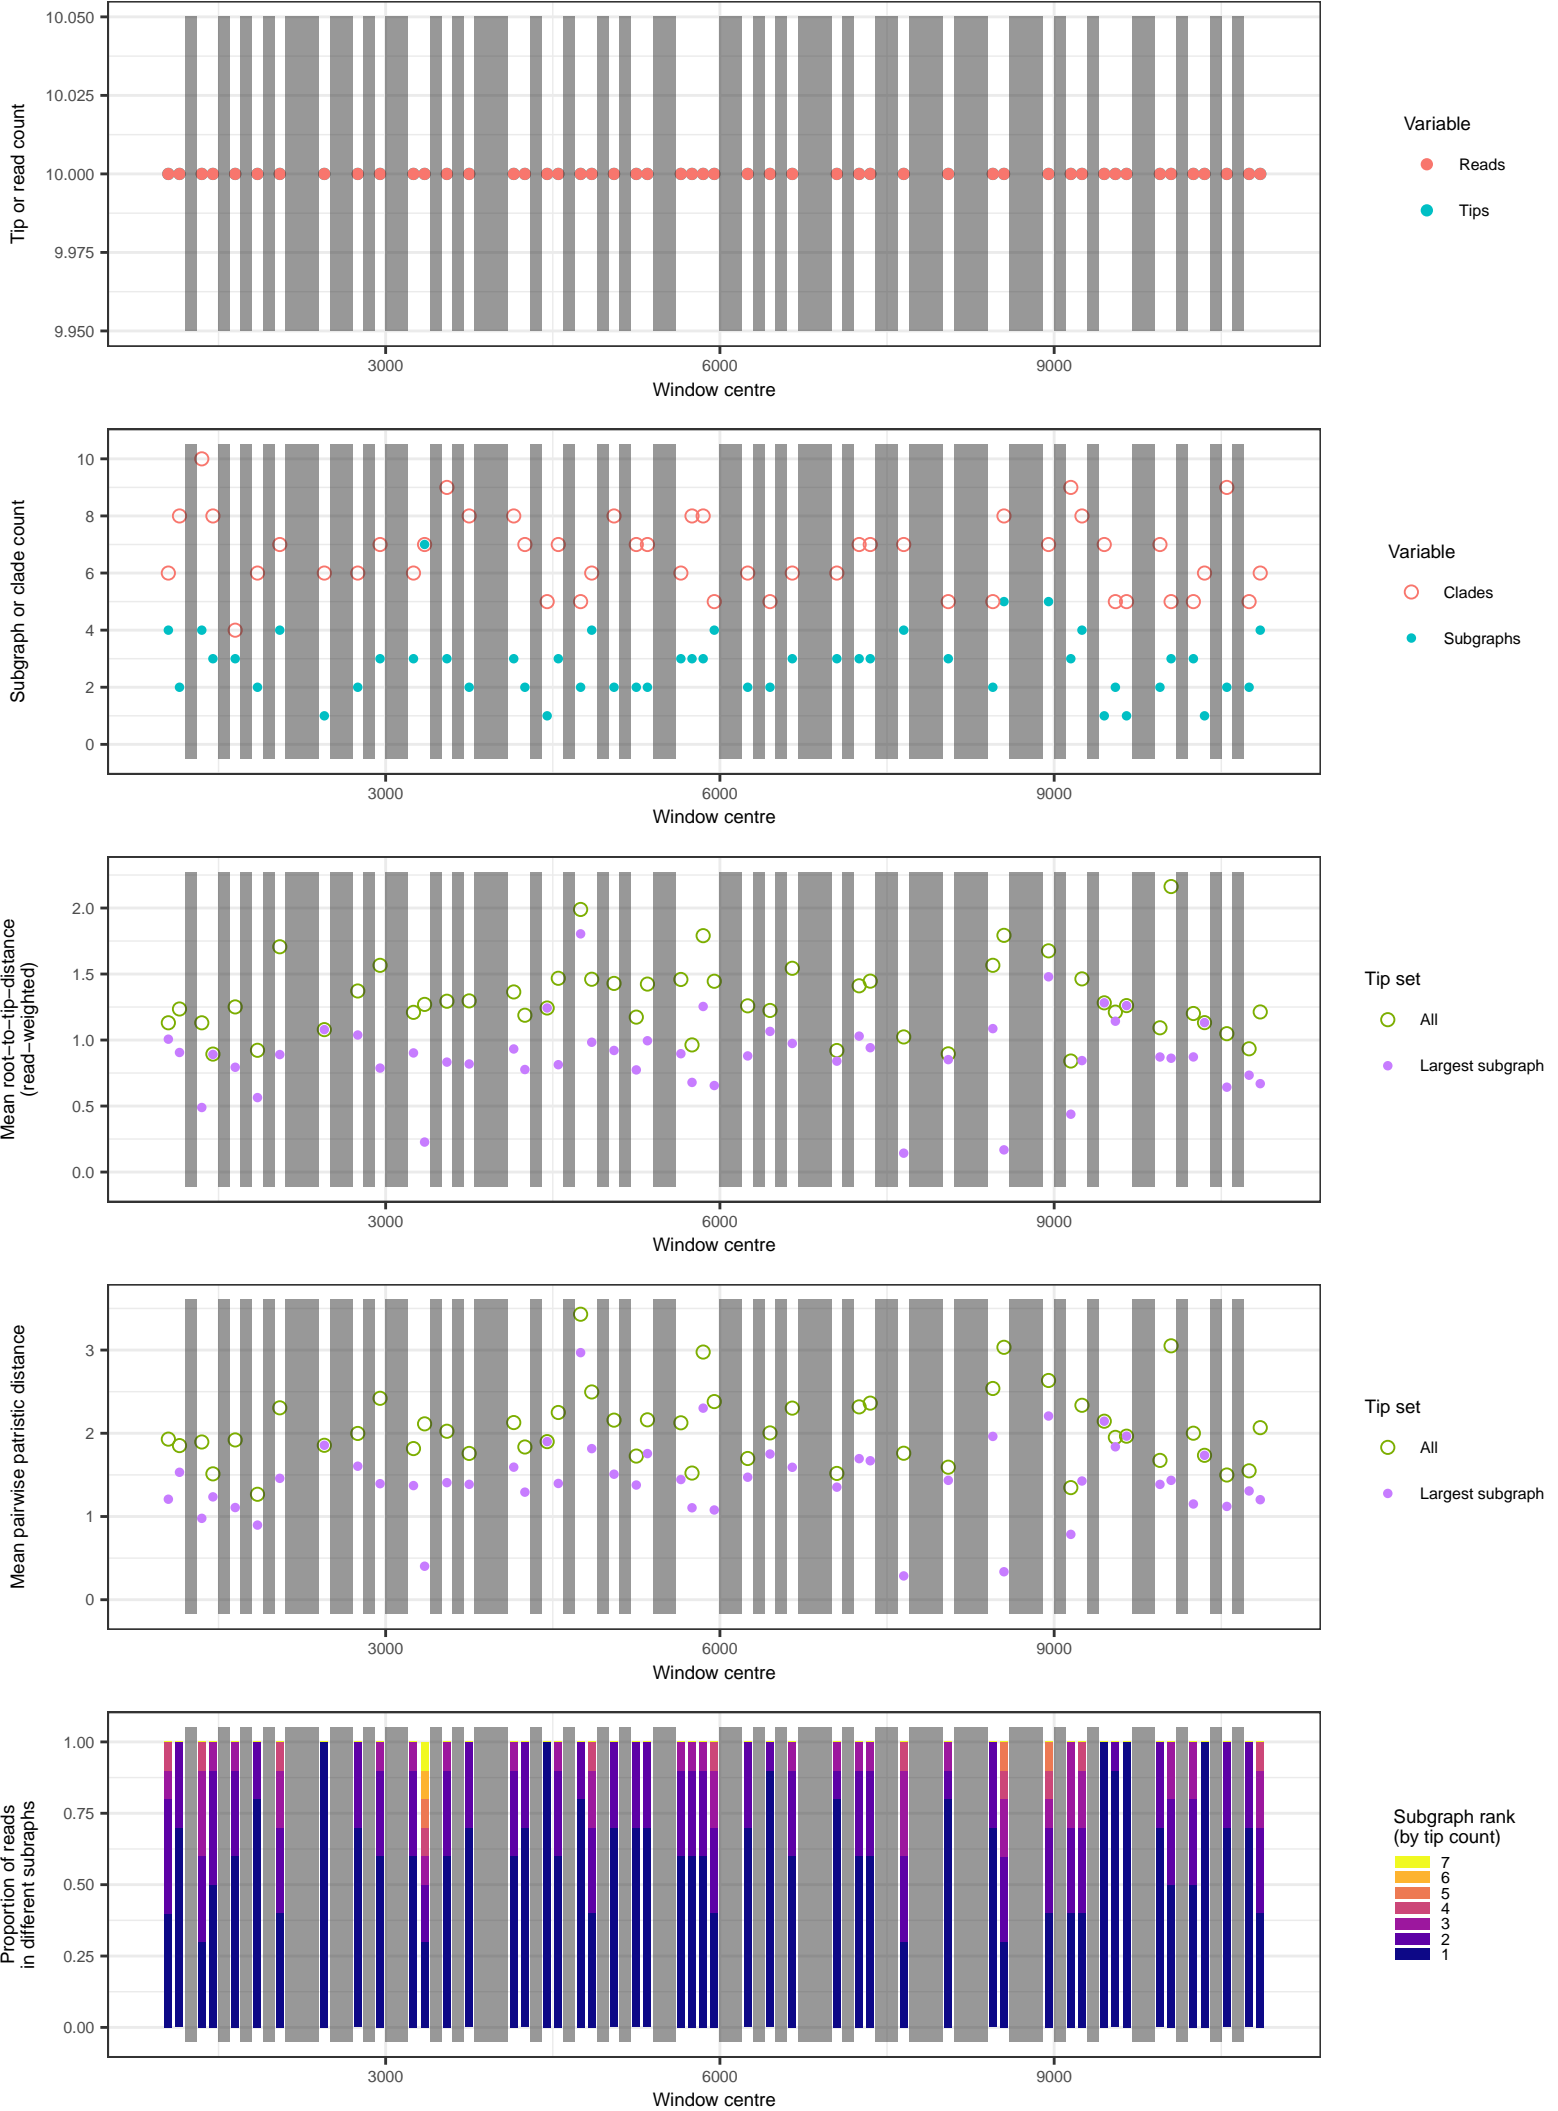 10.050
10.025
10.000
9.975
9.950
Tip or read count
3000
6000
9000
Window centre
Variable
Reads
Tips
10
8
6
4
2
0
Subgraph or clade count
3000
6000
9000
Window centre
Variable
Clades
Subgraphs
2.0
1.5
1.0
0.5
0.0
Mean root−to−tip−distance
(read−weighted)
3000
6000
9000
Window centre
Tip set
All
Largest subgraph
3
2
1
0
Mean pairwise patristic distance
3000
6000
9000
Window centre
Tip set
All
Largest subgraph
1.00
0.75
0.50
0.25
0.00
Proportion of reads
in different subraphs
3000
6000
9000
Window centre
Subgraph rank
(by tip count)
7
6
5
4
3
2
1